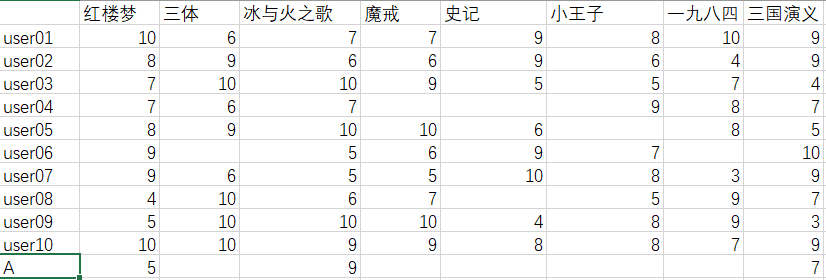 红楼梦 三体 冰与火之歌 魔戒 史记 小王子 一九八四 三国演义
user01 10 6 7 7 9 8 10 9
user02 8 9 6 6 9 6 4 9
user03 7 10 10 9 5 5 7 4
user04 7 6 7 9 8 7
user05 8 9 10 10 6 8 5
user06 9 5 6 9 7 10
user07 9 6 5 5 10 8 3 9
user08 4 10 6 7 5 9 7
user09 5 10 10 10 4 8 9 3
user10 10 10 9 9 8 8 7 9
A 5 9 7